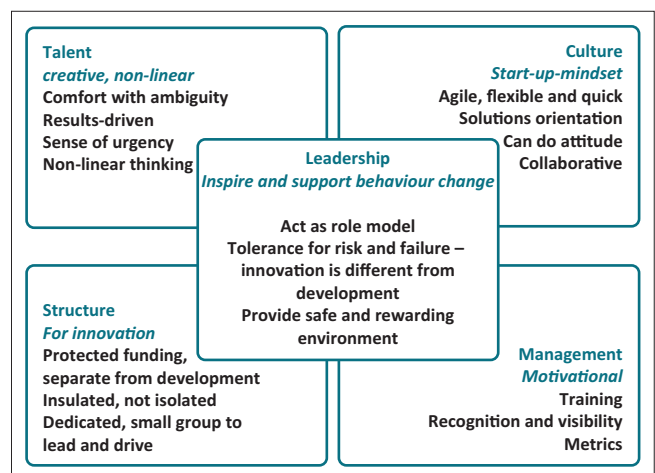 Talent
creative, non-linear
Comfort with ambiguity
Results-driven
Sense of urgency
Non-linear thinking
Culture
Start-up-mindset
Agile, flexible and quick
Solutions orientation
Can do attitude
Collaborative
Leadership
Inspire and support behaviour change
Act as role model
Tolerance for risk and failure –
innovation is different from
development
Provide safe and rewarding
environment
Structure
For innovation
Protected funding,
separate from development
Insulated, not isolated
Dedicated, small group to
lead and drive
Management
Motivational
Training
Recognition and visibility
Metrics